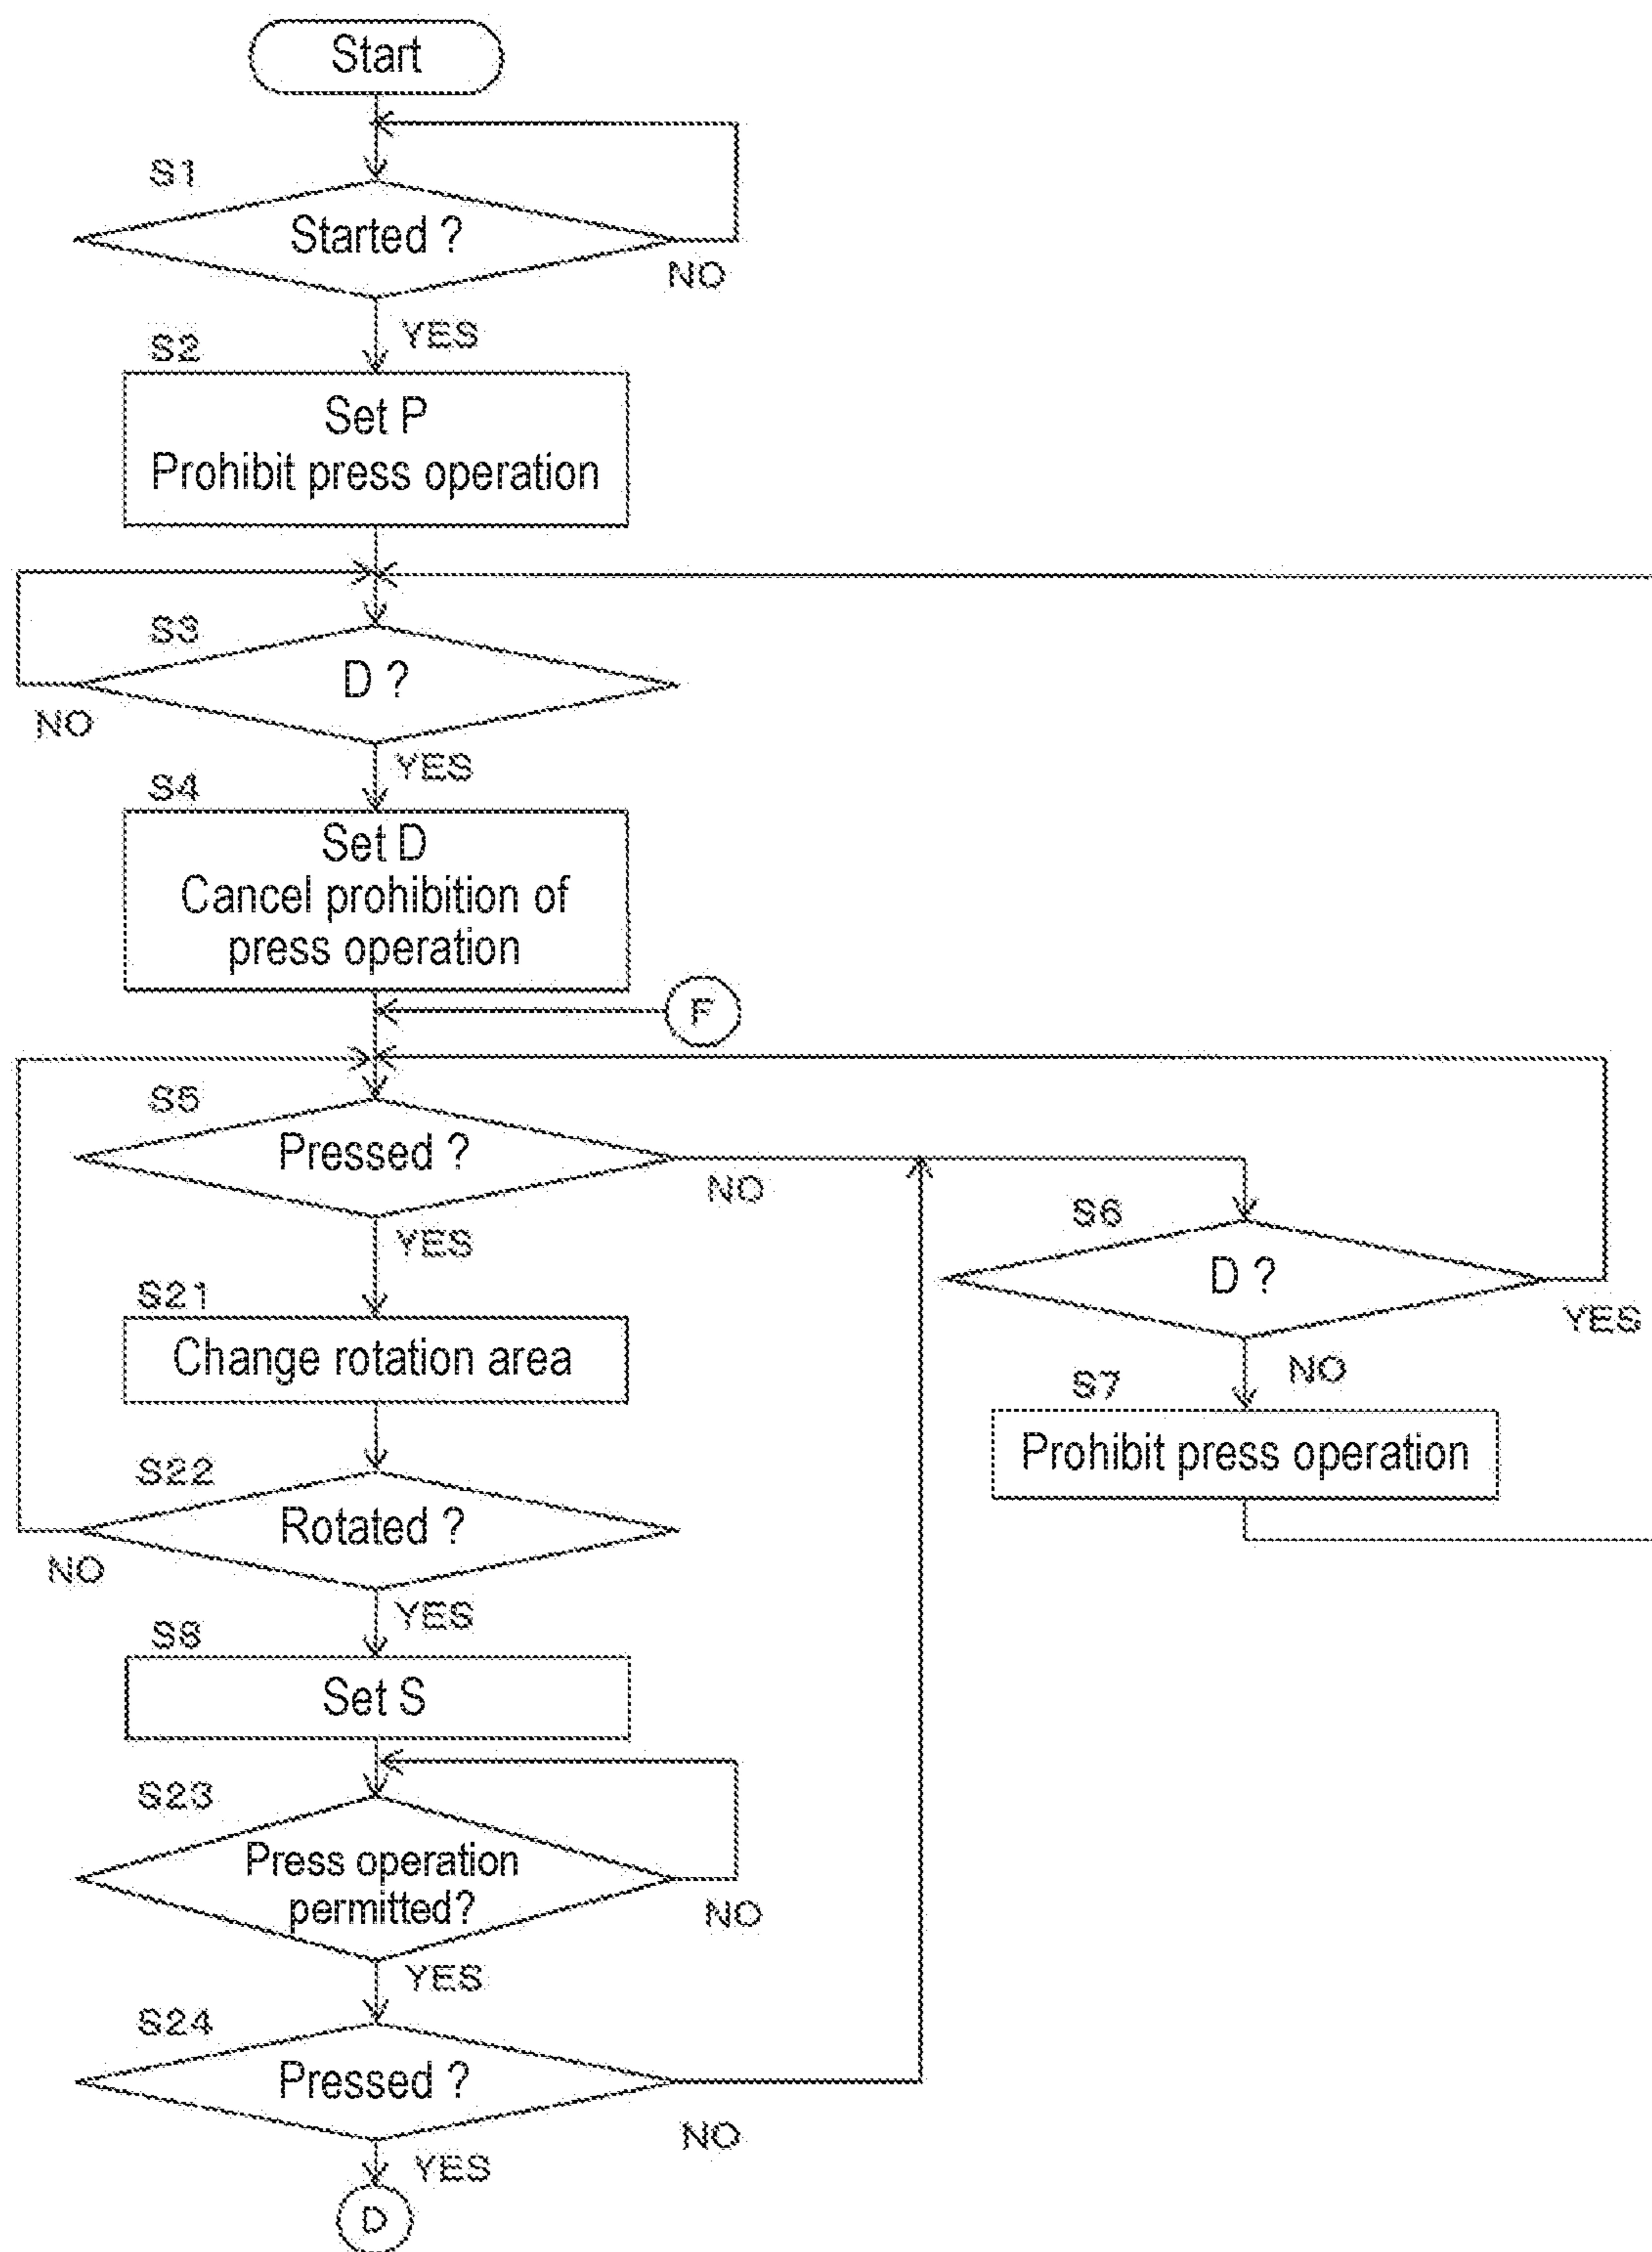 Start
S1
Started ?
NO
YES
S2
Set P
Prohibit press operation
S3
D ?
NO
YES
S4
Set D
Cancel prohibition of
press operation
F
S5
Pressed ?
NO
YES
S6
D ?
YES
NO
S21
Change rotation area
S7
Prohibit press operation
S22
Rotated ?
NO
YES
S8
Set S
S23
Press operation
permitted?
NO
YES
S24
Pressed ?
NO
YES
D